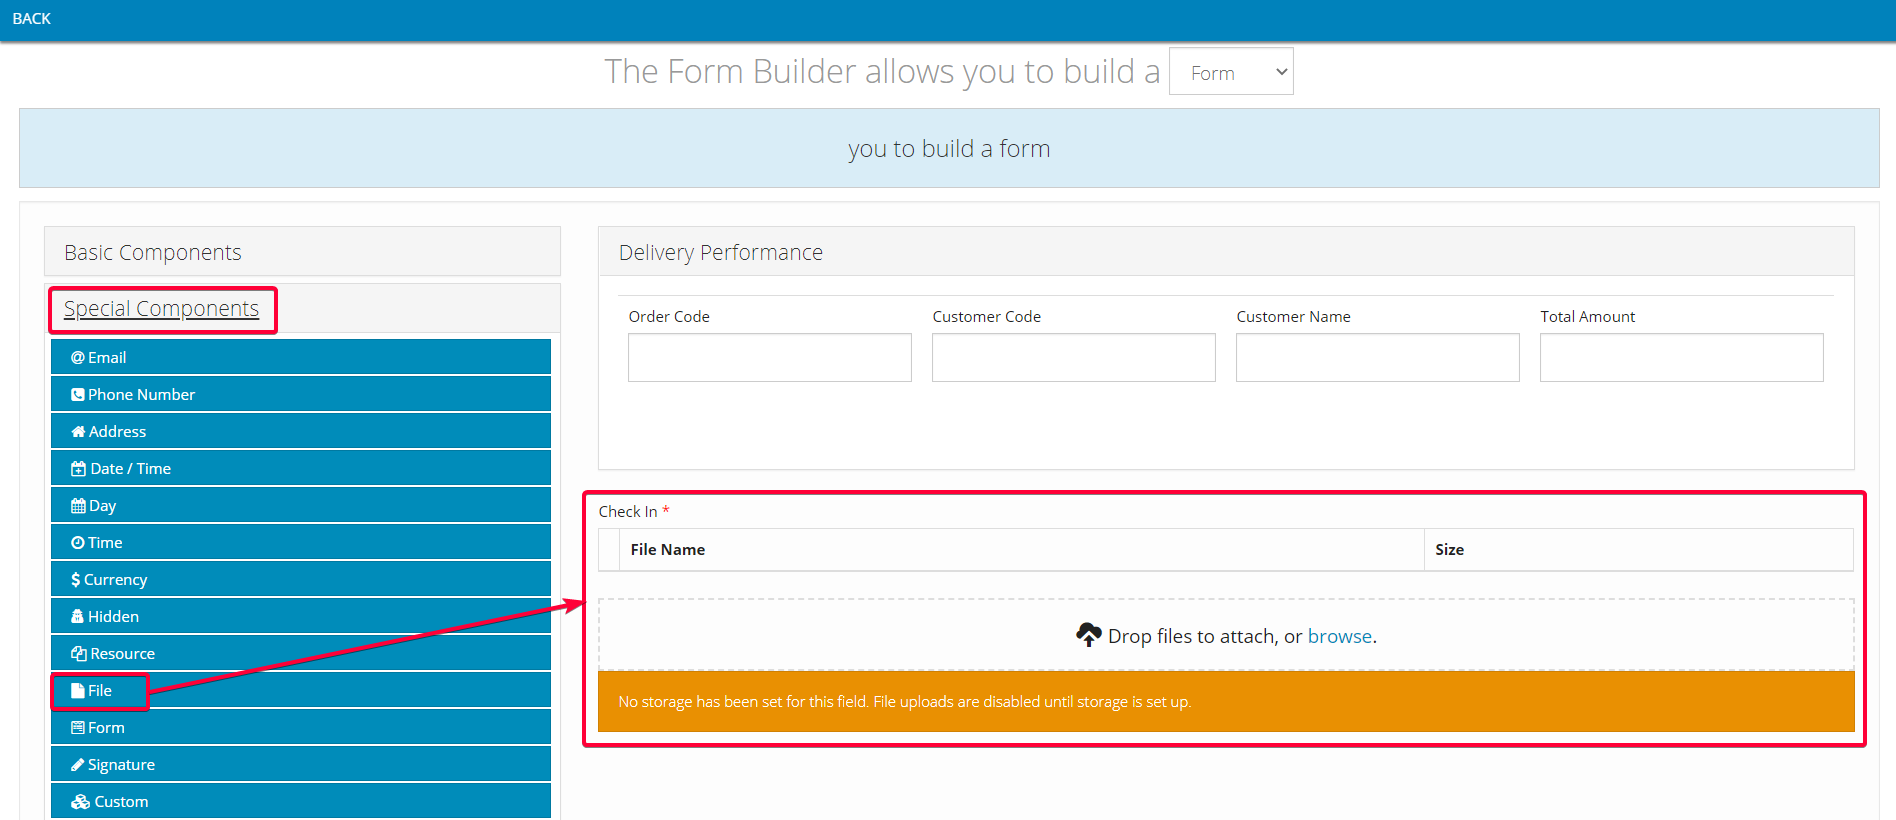 BACK
The Form Builder allows you to build a Form
you to build a form
Basic Components
Special Components
Email
Phone Number
Address
Date / Time
Day
Time
Currency
Hidden
Resource
File
Form
Signature
Custom
Delivery Performance
Order Code Customer Code Customer Name Total Amount
Check In *
File Name Size
Drop files to attach, or browse.
No storage has been set for this field. File uploads are disabled until storage is set up.